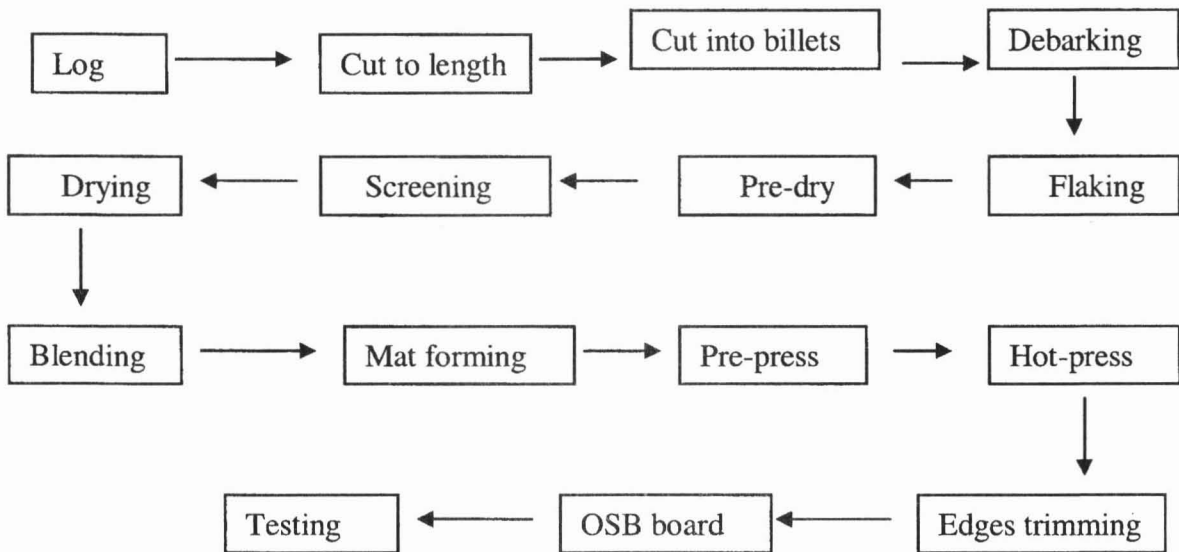 Log
Cut to length
Cut into billets
Debarking
Flaking
Pre-dry
Screening
Drying
Blending
Mat forming
Pre-press
Hot-press
Edges trimming
OSB board
Testing